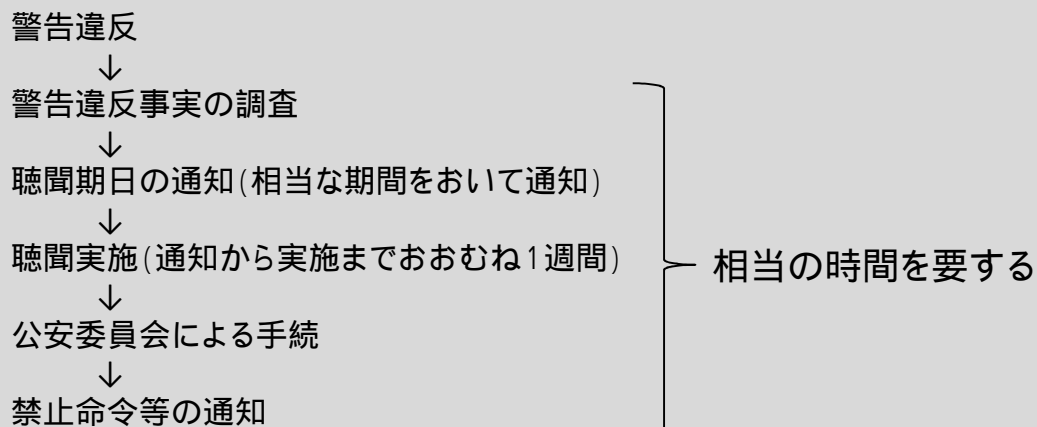 警告違反
↓
警告違反事実の調査
↓
聴聞期日の通知(相当な期間をおいて通知)
↓
聴聞実施(通知から実施までおおむね1週間)
↓
公安委員会による手続
↓
禁止命令等の通知
相当の時間を要する